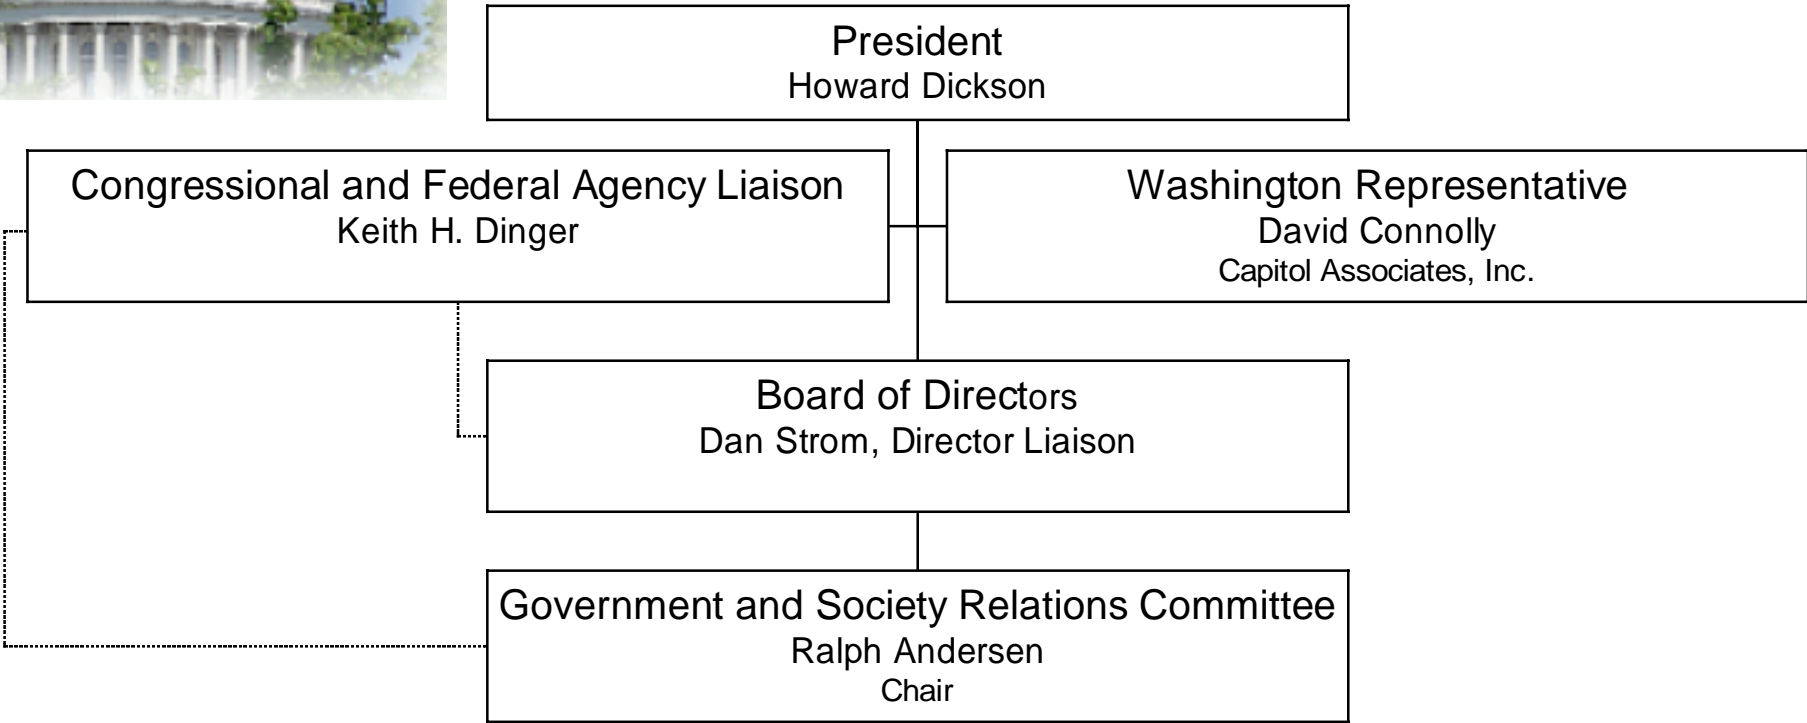 President
Howard Dickson
Congressional and Federal Agency Liaison
Keith H. Dinger
Washington Representative
David Connolly
Capitol Associates, Inc.
Board of Directors
Dan Strom, Director Liaison
Government and Society Relations Committee
Ralph Andersen
Chair